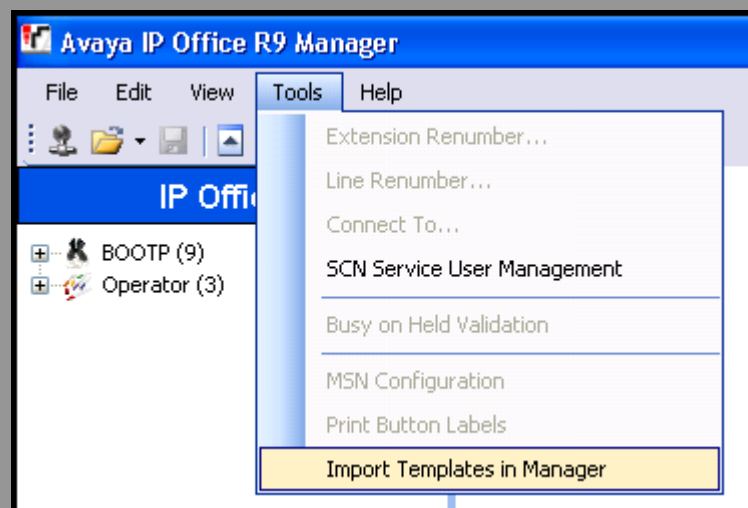 Avaya IP Office R9 Manager
File Edit View Tools Help
Extension Renumber...
Line Renumber...
IP Offi
Connect To...
BOOTP (9)
SCN Service User Management
Operator (3)
Busy on Held Validation
MSN Configuration
Print Button Labels
Import Templates in Manager